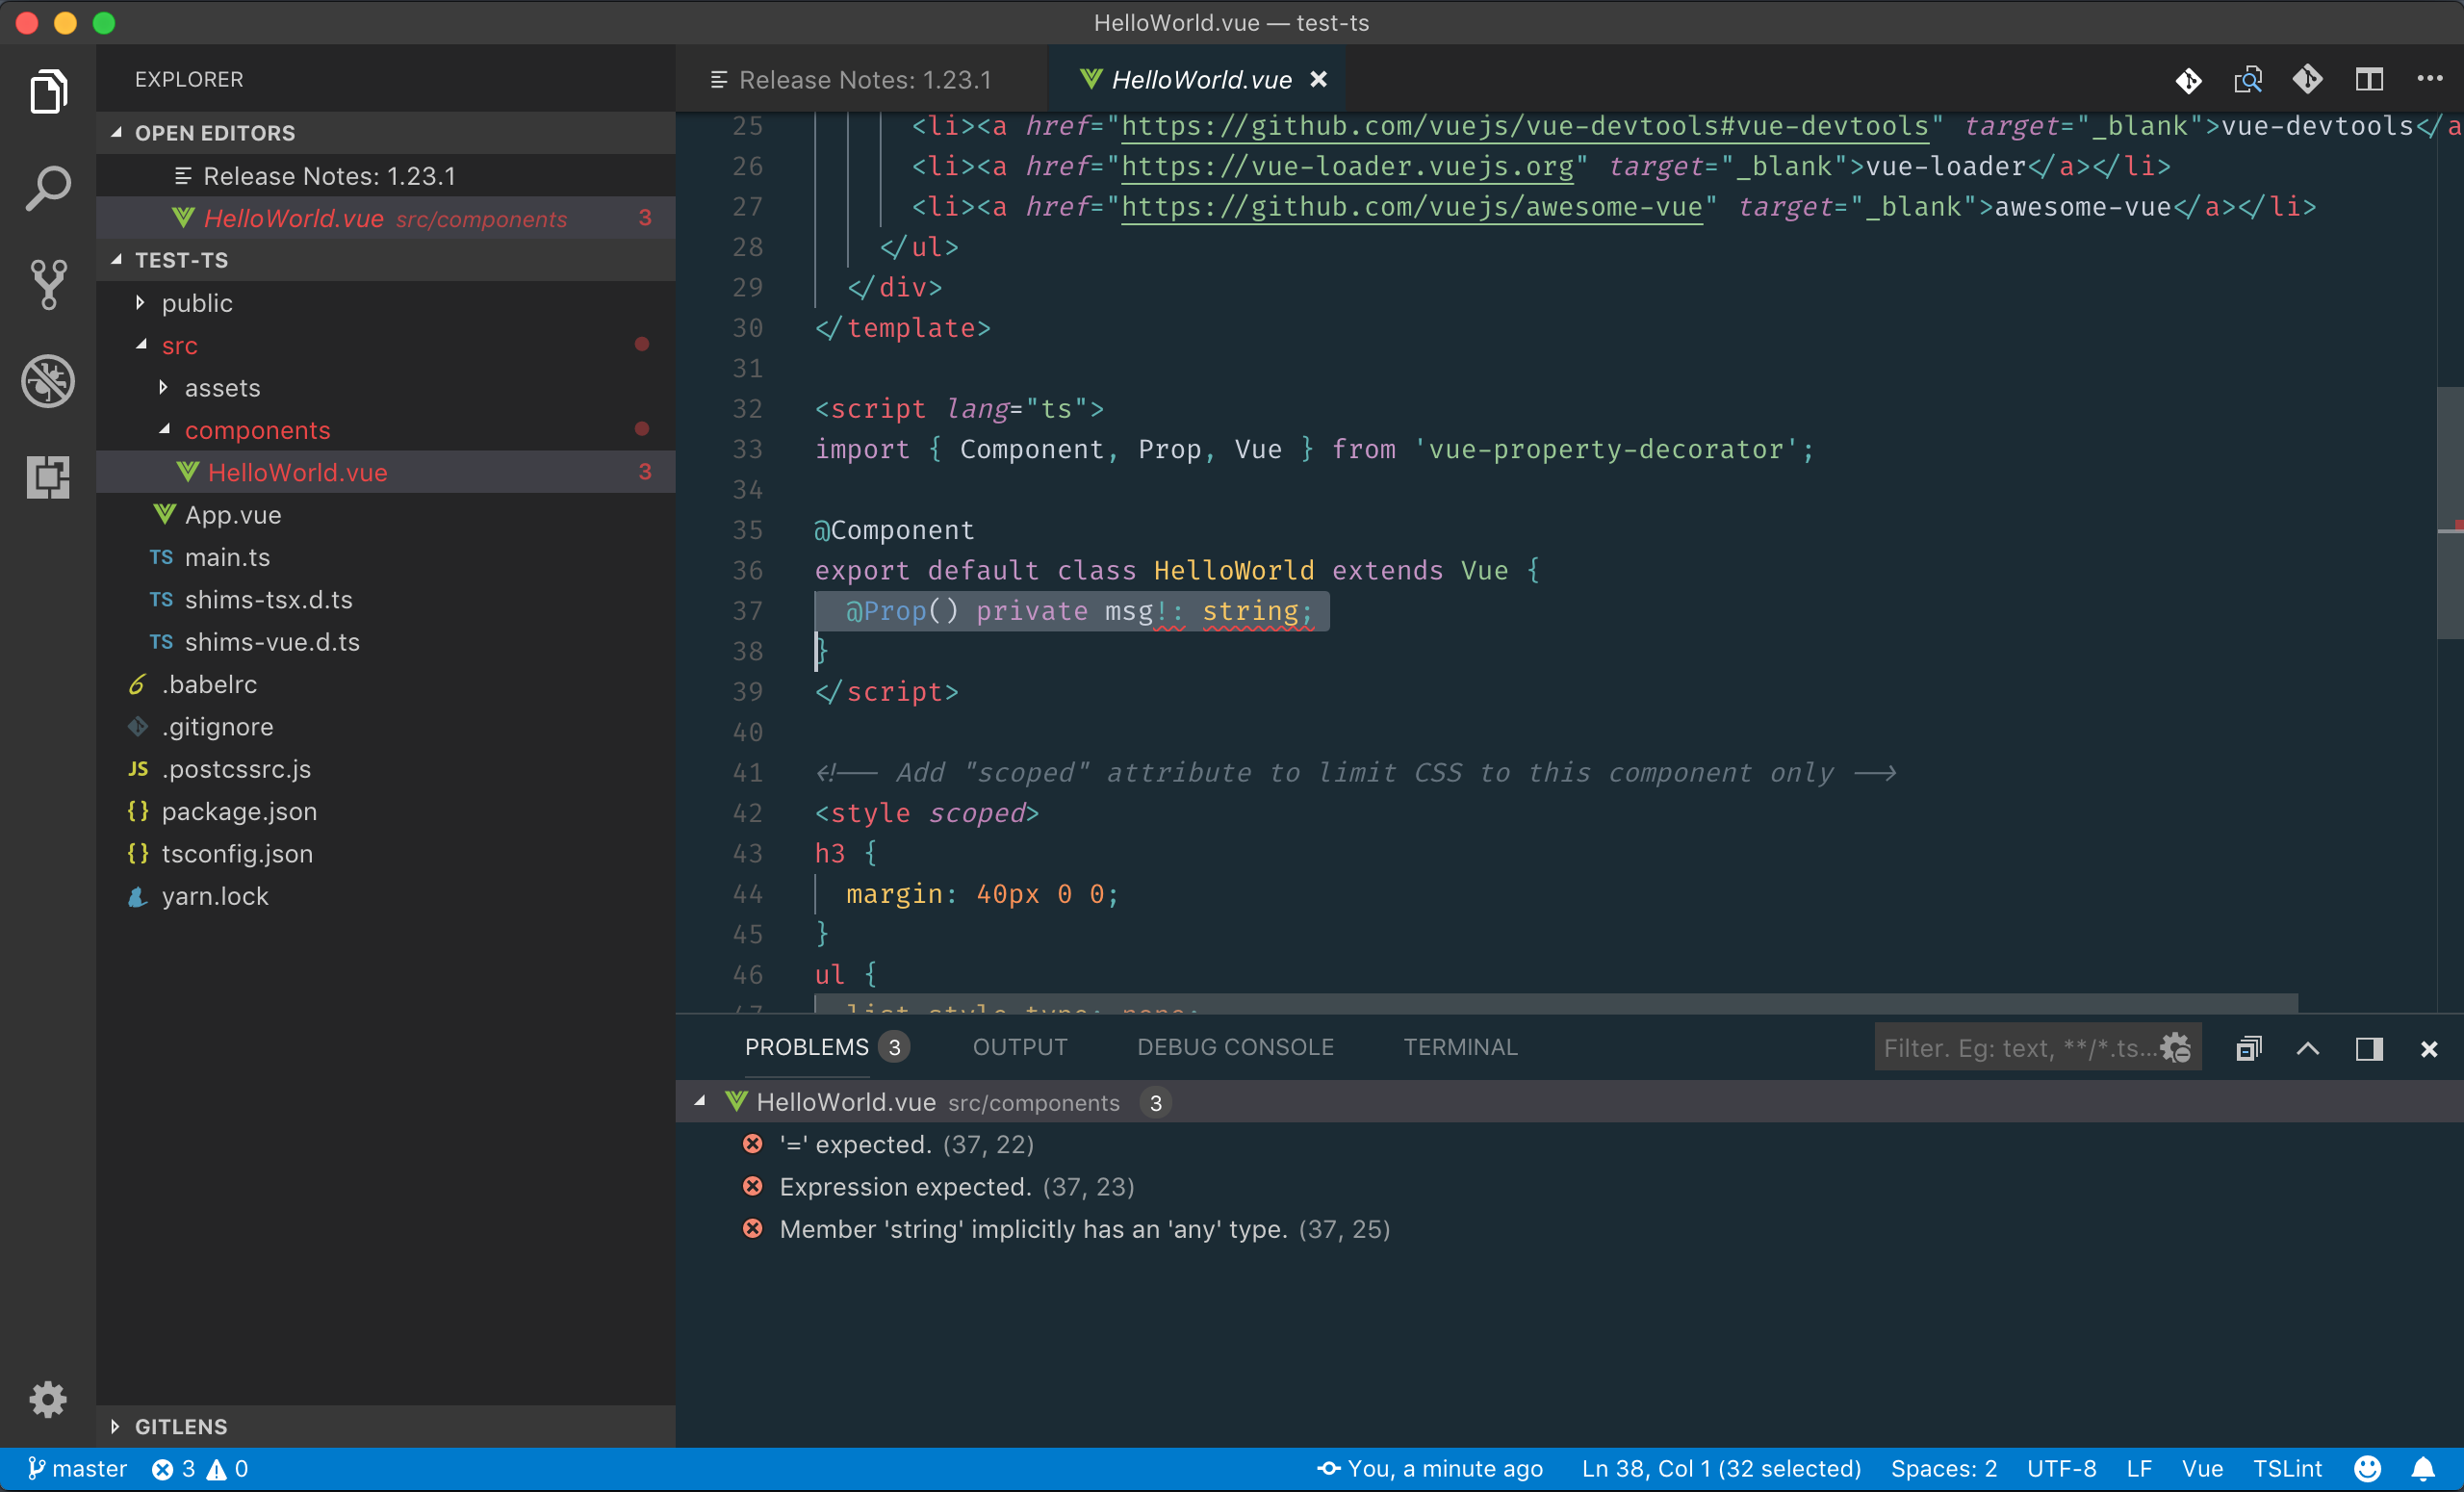 HelloWorld.vue — test-ts
EXPLORER
OPEN EDITORS
Release Notes: 1.23.1
HelloWorld.vue src/components 3
TEST-TS
public
src
assets
components
HelloWorld.vue 3
App.vue
TS main.ts
TS shims-tsx.d.ts
TS shims-vue.d.ts
6 .babelrc
.gitignore
JS .postcssrc.js
{} package.json
{} tsconfig.json
yarn.lock
GITLENS
Release Notes: 1.23.1
HelloWorld.vue
25 <li><a href="https://github.com/vuejs/vue-devtools#vue-devtools" target="_blank">vue-devtools</a
26 <li><a href="https://vue-loader.vuejs.org" target="_blank">vue-loader</a></li>
27 <li><a href="https://github.com/vuejs/awesome-vue" target="_blank">awesome-vue</a></li>
28 </ul>
29 </div>
30 </template>
31
32 <script lang="ts">
33 import { Component, Prop, Vue } from 'vue-property-decorator';
34
35 @Component
36 export default class HelloWorld extends Vue {
37 @Prop() private msg!: string;
38 }
39 </script>
40
41 <!-- Add "scoped" attribute to limit CSS to this component only -->
42 <style scoped>
43 h3 {
44 margin: 40px 0 0;
45 }
46 ul {
47 list-style-type: none;
PROBLEMS 3 OUTPUT DEBUG CONSOLE TERMINAL
Filter. Eg: text, **/*.ts...
HelloWorld.vue src/components 3
'=' expected. (37, 22)
Expression expected. (37, 23)
Member 'string' implicitly has an 'any' type. (37, 25)
master 3 0
You, a minute ago Ln 38, Col 1 (32 selected) Spaces: 2 UTF-8 LF Vue TSLint